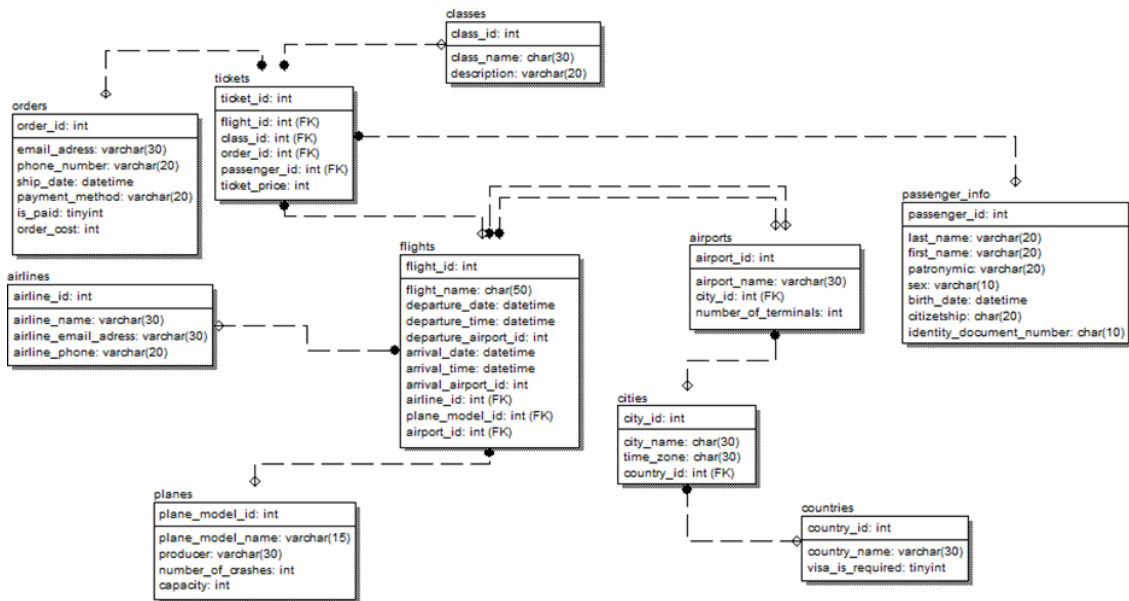 classes
class_id: int
class_name: char(30)
description: varchar(20)
tickets
ticket_id: int
flight_id: int (FK)
class_id: int (FK)
order_id: int (FK)
passenger_id: int (FK)
ticket_price: int
orders
order_id: int
email_adress: varchar(30)
phone_number: varchar(20)
ship_date: datetime
payment_method: varchar(20)
is_paid: tinyint
order_cost: int
passenger_info
passenger_id: int
last_name: varchar(20)
first_name: varchar(20)
patronymic: varchar(20)
sex: varchar(10)
birth_date: datetime
citizetship: char(20)
identity_document_number: char(10)
airports
airport_id: int
airport_name: varchar(30)
city_id: int (FK)
number_of_terminals: int
flights
flight_id: int
flight_name: char(50)
departure_date: datetime
departure_time: datetime
departure_airport_id: int
arrival_date: datetime
arrival_time: datetime
arrival_airport_id: int
airline_id: int (FK)
plane_model_id: int (FK)
airport_id: int (FK)
airlines
airline_id: int
airline_name: varchar(30)
airline_email_adress: varchar(30)
airline_phone: varchar(20)
cities
city_id: int
city_name: char(30)
time_zone: char(30)
country_id: int (FK)
planes
plane_model_id: int
plane_model_name: varchar(15)
producer: varchar(30)
number_of_crashes: int
capacity: int
countries
country_id: int
country_name: varchar(30)
visa_is_required: tinyint